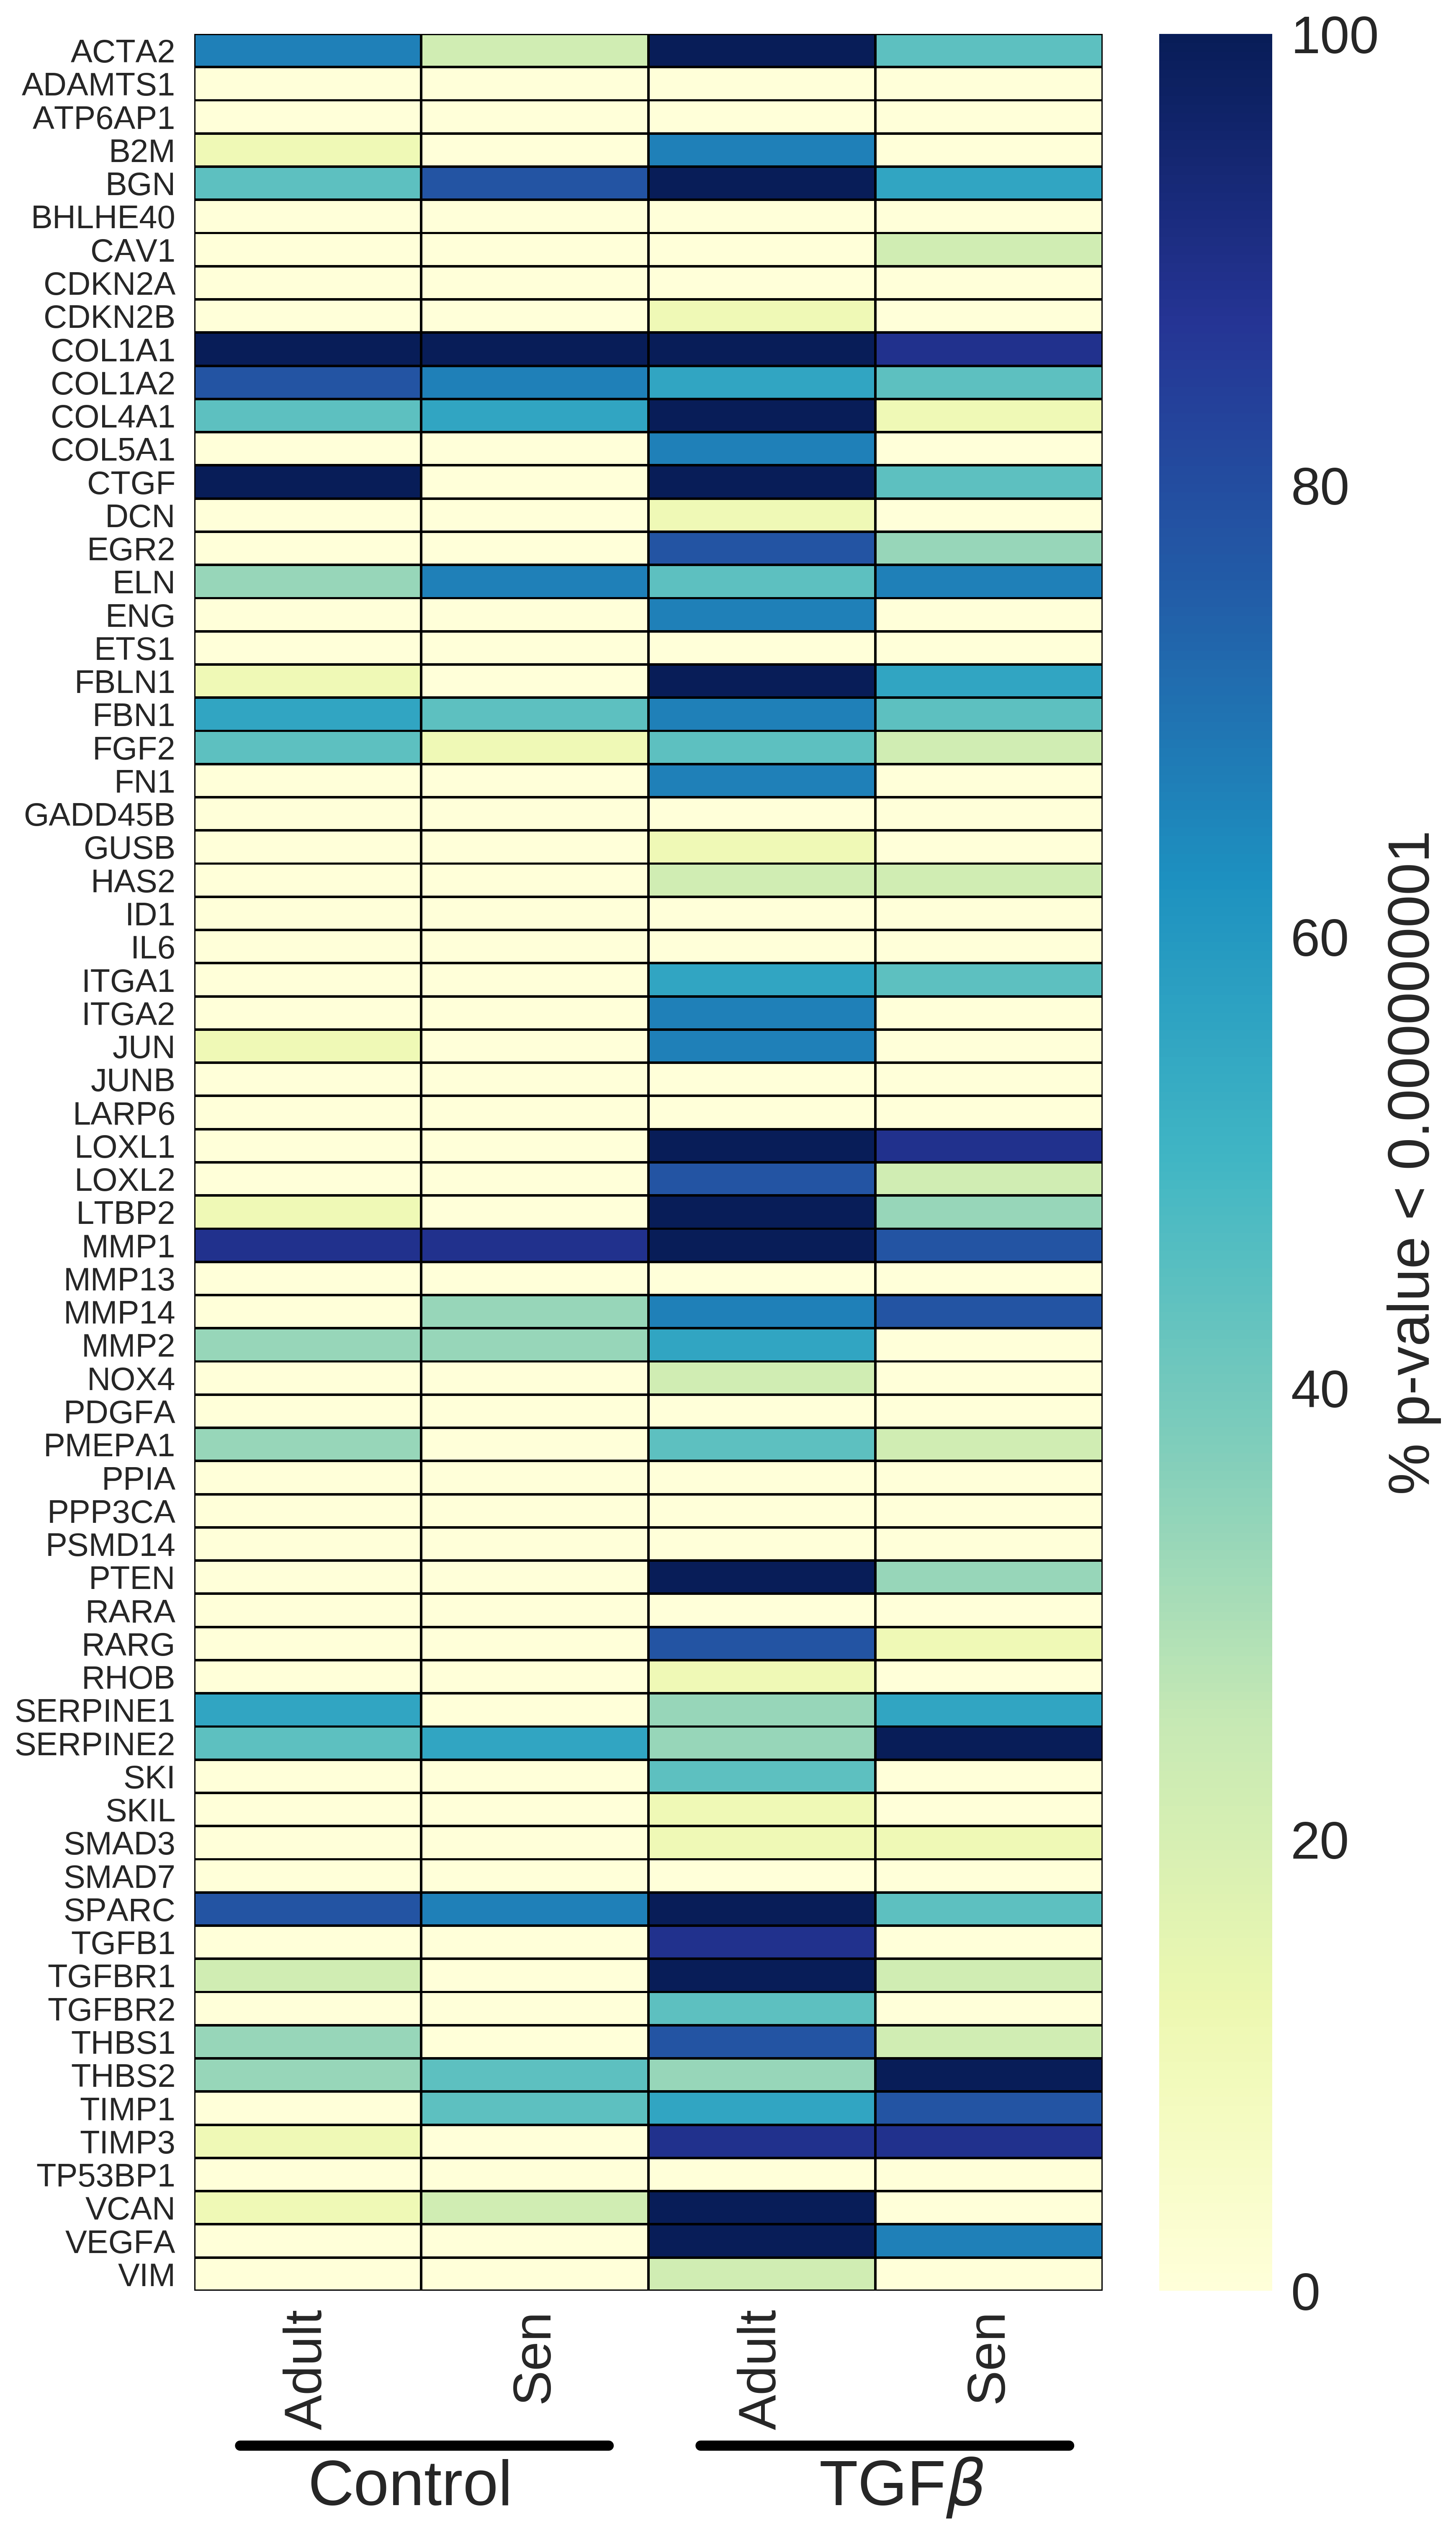 ACTA2
ADAMTS1
ATP6AP1
B2M
BGN
BHLHE40
CAV1
CDKN2A
CDKN2B
COL1A1
COL1A2
COL4A1
COL5A1
CTGF
DCN
EGR2
ELN
ENG
ETS1
FBLN1
FBN1
FGF2
FN1
GADD45B
GUSB
HAS2
ID1
IL6
ITGA1
ITGA2
JUN
JUNB
LARP6
LOXL1
LOXL2
LTBP2
MMP1
MMP13
MMP14
MMP2
NOX4
PDGFA
PMEPA1
PPIA
PPP3CA
PSMD14
PTEN
RARA
RARG
RHOB
SERPINE1
SERPINE2
SKI
SKIL
SMAD3
SMAD7
SPARC
TGFB1
TGFBR1
TGFBR2
THBS1
THBS2
TIMP1
TIMP3
TP53BP1
VCAN
VEGFA
VIM
Adult
Sen
Adult
Sen
Control
TGFβ
100
80
60
40
20
0
% p-value < 0.00000001